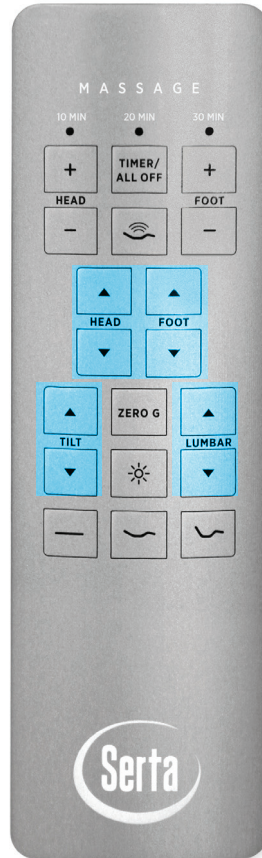 MASSAGE
10 MIN 20 MIN 30 MIN
+ TIMER/ +
ALL OFF
HEAD FOOT
− −
HEAD FOOT
ZERO G
TILT LUMBAR
Serta